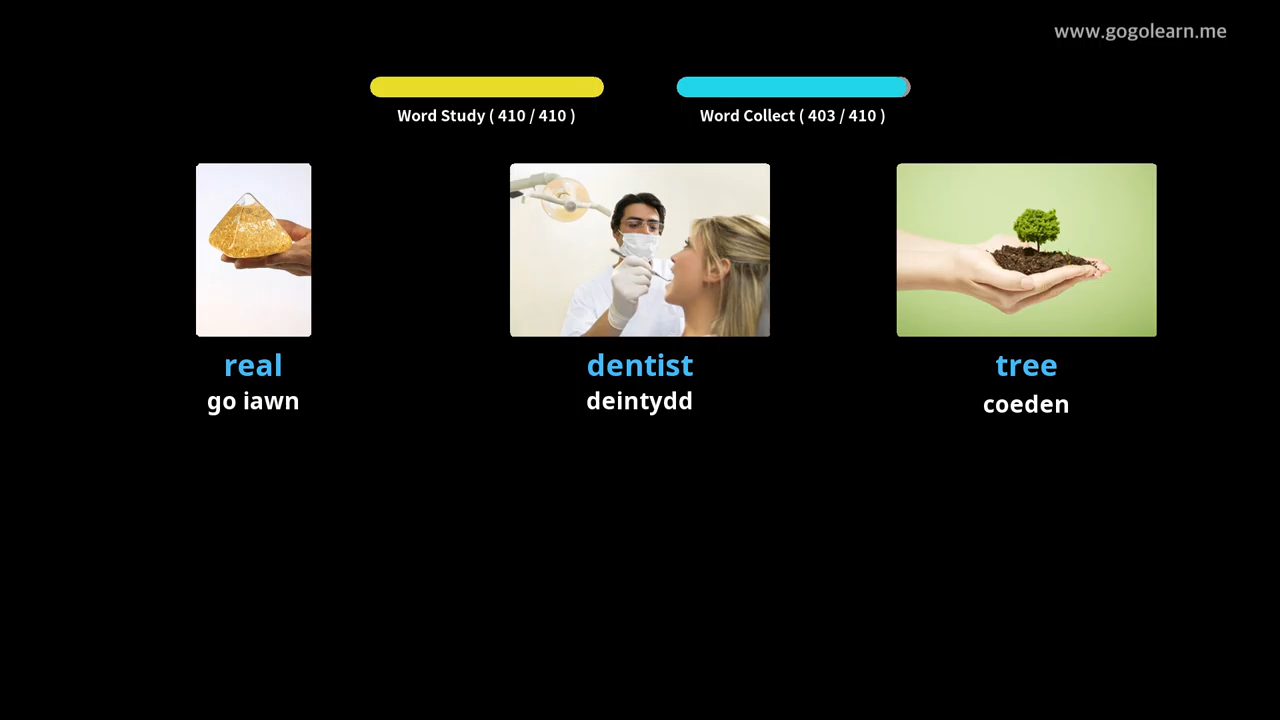 www.gogolearn.me
Word Study ( 410 / 410 )
Word Collect ( 403 / 410 )
real
go iawn
dentist
deintydd
tree
coeden